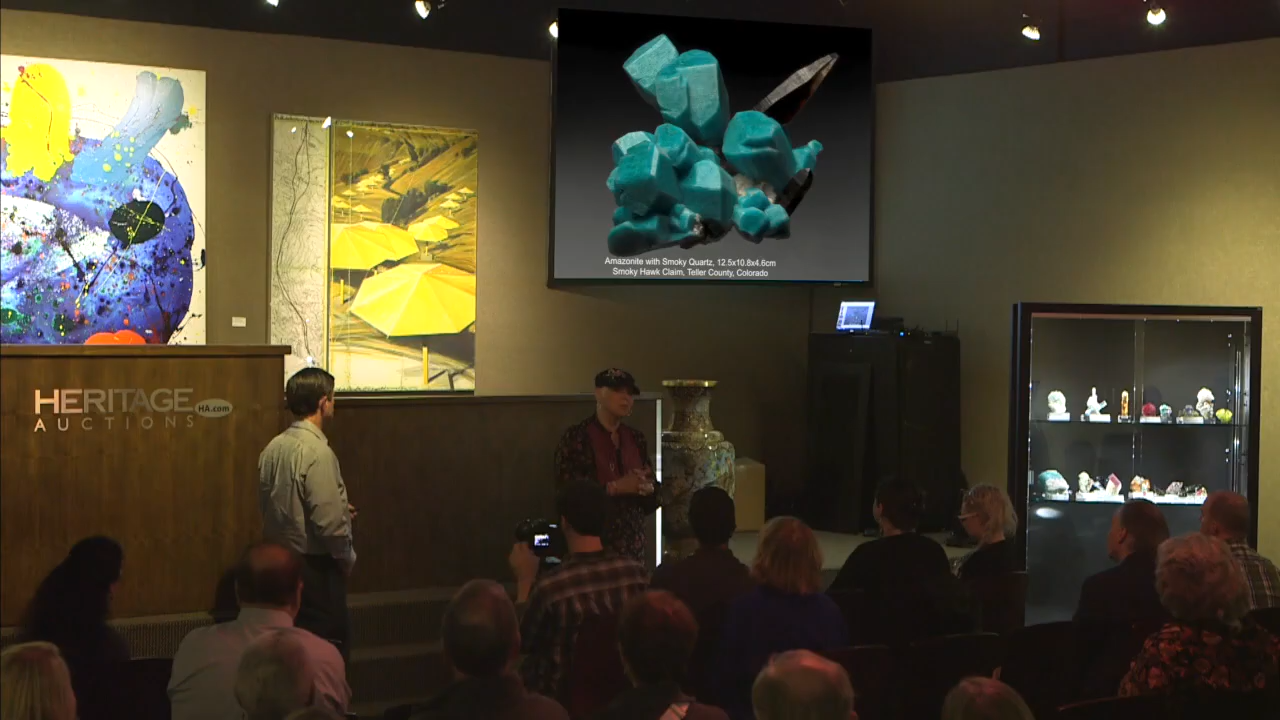 Amazonite with Smoky Quartz, 12.5x10.8x4.6cm
Smoky Hawk Claim, Teller County, Colorado
HERITAGE HA.com
AUCTIONS